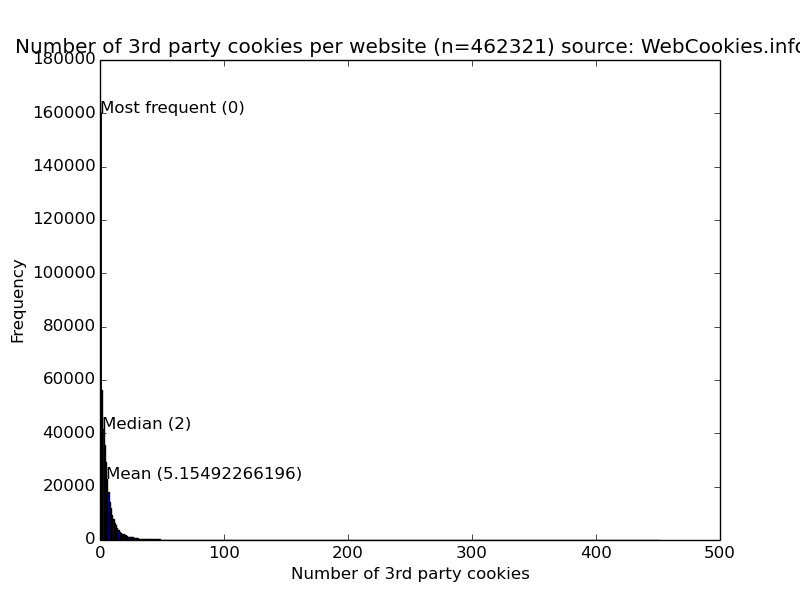 Number of 3rd party cookies per website (n=462321) source: WebCookies.info
180000
Most frequent (0)
160000
140000
120000
100000
80000
60000
Median (2)
40000
Mean (5.15492266196)
20000
0
Frequency
0 100 200 300 400 500
Number of 3rd party cookies